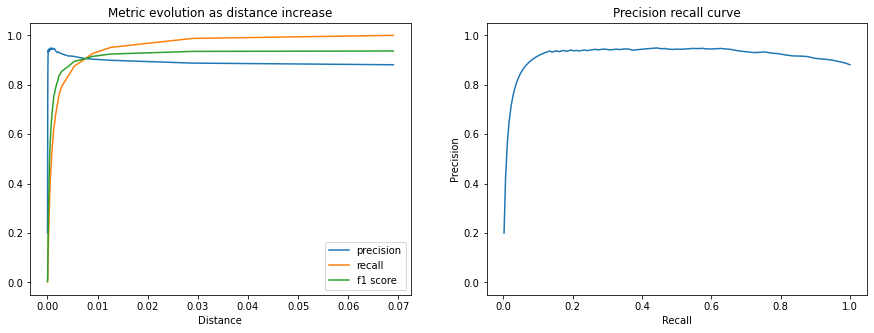 Metric evolution as distance increase
1.0
0.8
0.6
0.4
0.2
0.0
precision
recall
f1 score
0.00 0.01 0.02 0.03 0.04 0.05 0.06 0.07
Distance
Precision recall curve
Precision
1.0
0.8
0.6
0.4
0.2
0.0
0.0 0.2 0.4 0.6 0.8 1.0
Recall